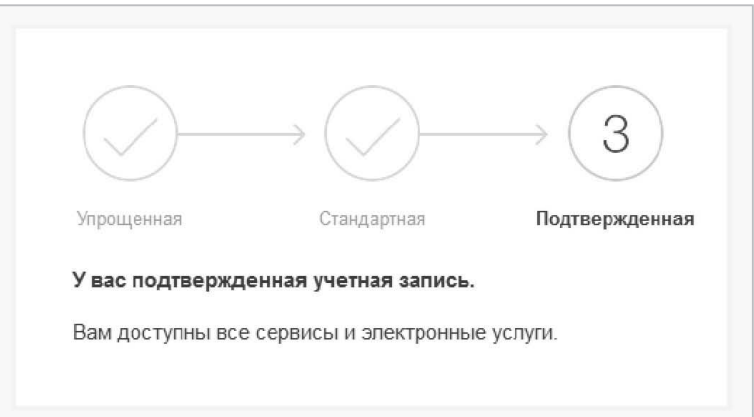 3
Упрощенная Стандартная Подтвержденная
У вас подтвержденная учетная запись.
Вам доступны все сервисы и электронные услуги.